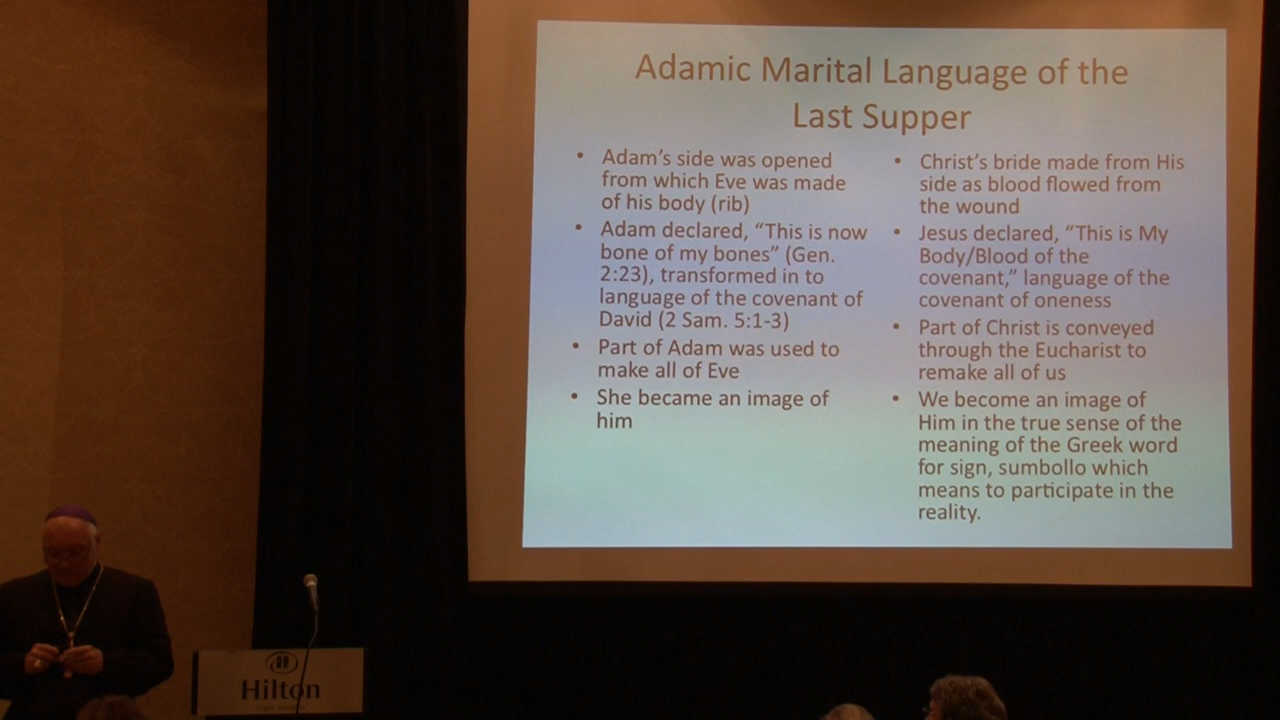 Adamic Marital Language of the
Last Supper
• Adam's side was opened
from which Eve was made
of his body (rib)
• Adam declared, “This is now
bone of my bones” (Gen.
2:23), transformed in to
language of the covenant of
David (2 Sam. 5:1-3)
• Part of Adam was used to
make all of Eve
• She became an image of
him
• Christ's bride made from His
side as blood flowed from
the wound
• Jesus declared, “This is My
Body/Blood of the
covenant,” language of the
covenant of oneness
• Part of Christ is conveyed
through the Eucharist to
remake all of us
• We become an image of
Him in the true sense of the
meaning of the Greek word
for sign, sumbollo which
means to participate in the
reality.
Hilton
FORT WORTH